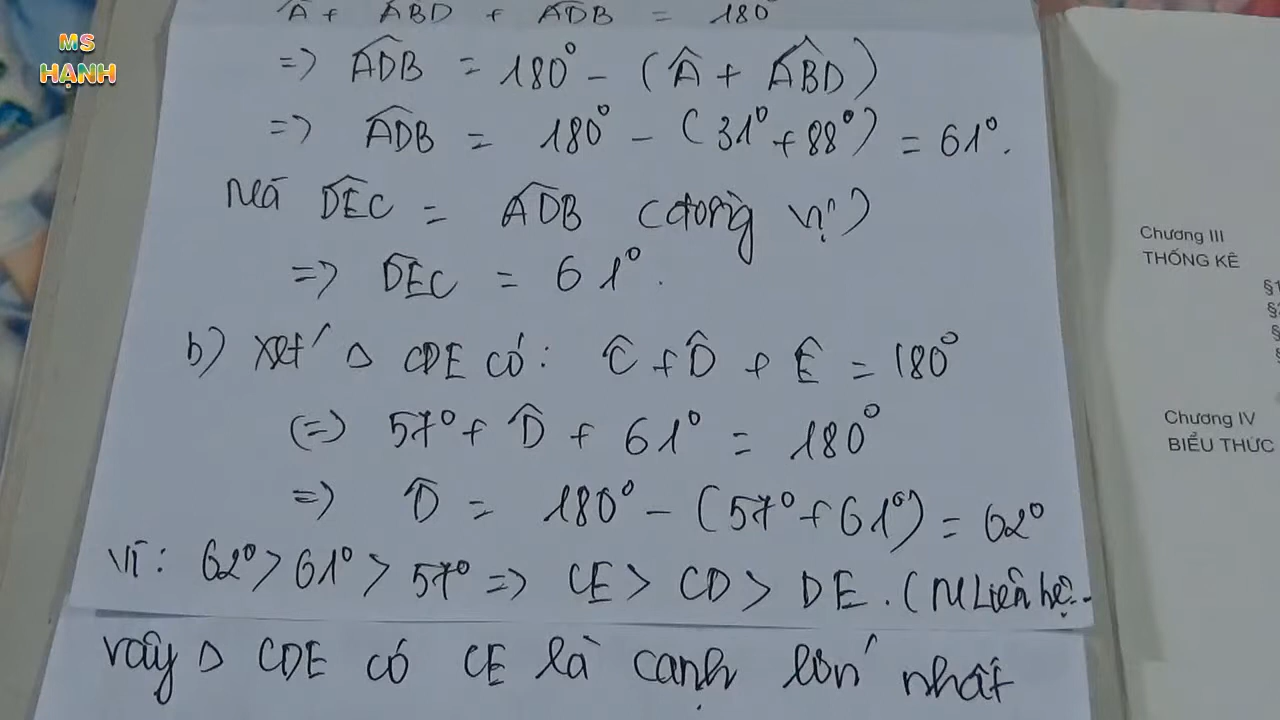 MS
HẠNH
Â + ABD + ADB = 180
=> ADB = 180° - (Â + ABD)
=> ADB = 180° - (31° + 88°) = 61°.
Mà DEC = ADB (đồng vị)
=> DEC = 61°.
b) Xét △ CDE có: Ĉ + D̂ + Ê = 180°
(=) 57° + D̂ + 61° = 180°
=> D̂ = 180° - (57° + 61°) = 62°
Vì: 62° > 61° > 57° => CE > CD > DE. (M Liên hệ..
vậy △ CDE có CE là cạnh lớn nhất
Chương III
THỐNG KÊ
§1
Chương IV
BIỂU THỨC